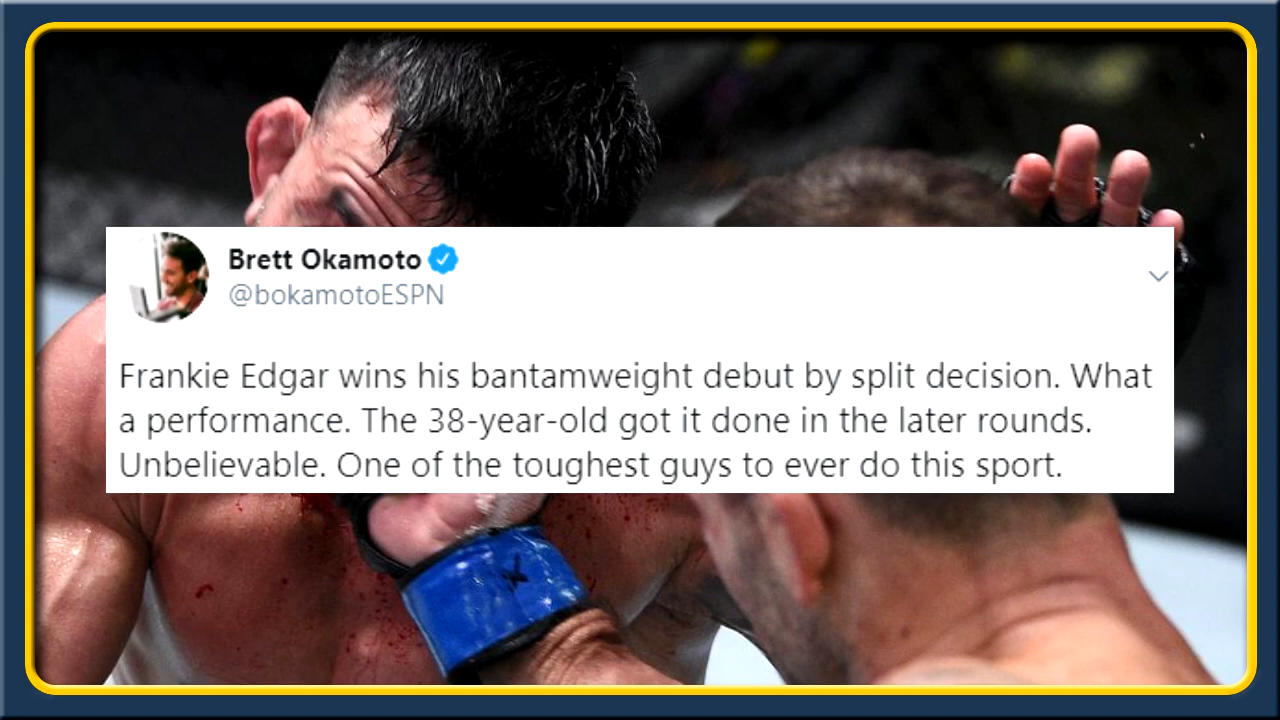 Brett Okamoto
@bokamotoESPN
Frankie Edgar wins his bantamweight debut by split decision. What
a performance. The 38-year-old got it done in the later rounds.
Unbelievable. One of the toughest guys to ever do this sport.